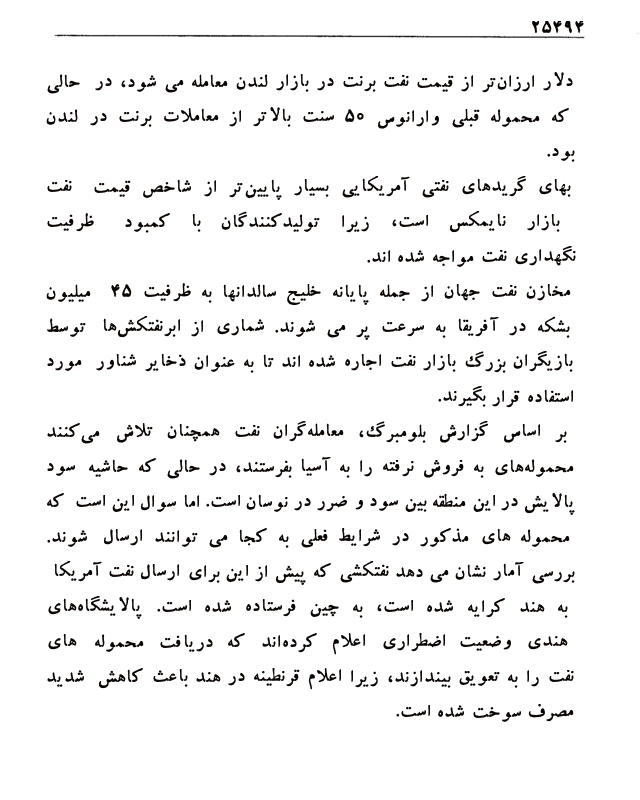 ۲۵۴۹۴
دلار ارزان‌تر از قیمت نفت برنت در بازار لندن معامله می شود، در حالی
که محموله قبلی وارانوس ۵۰ سنت بالاتر از معاملات برنت در لندن
بود.
بهای گریدهای نفتی آمریکایی بسیار پایین‌تر از شاخص قیمت نفت
بازار نایمکس است، زیرا تولیدکنندگان با کمبود ظرفیت
نگهداری نفت مواجه شده اند.
مخازن نفت جهان از جمله پایانه خلیج سالدانها به ظرفیت ۴۵ میلیون
بشکه در آفریقا به سرعت پر می شوند. شماری از ابرنفتکش‌ها توسط
بازیگران بزرگ بازار نفت اجاره شده اند تا به عنوان ذخایر شناور مورد
استفاده قرار بگیرند.
بر اساس گزارش بلومبرگ، معامله‌گران نفت همچنان تلاش می‌کنند
محموله‌های به فروش نرفته را به آسیا بفرستند، در حالی که حاشیه سود
پالایش در این منطقه بین سود و ضرر در نوسان است. اما سوال این است که
محموله های مذکور در شرایط فعلی به کجا می توانند ارسال شوند.
بررسی آمار نشان می دهد نفتکشی که پیش از این برای ارسال نفت آمریکا
به هند کرایه شده است، به چین فرستاده شده است. پالایشگاه‌های
هندی وضعیت اضطراری اعلام کرده‌اند که دریافت محموله های
نفت را به تعویق بیندازند، زیرا اعلام قرنطینه در هند باعث کاهش شدید
مصرف سوخت شده است.